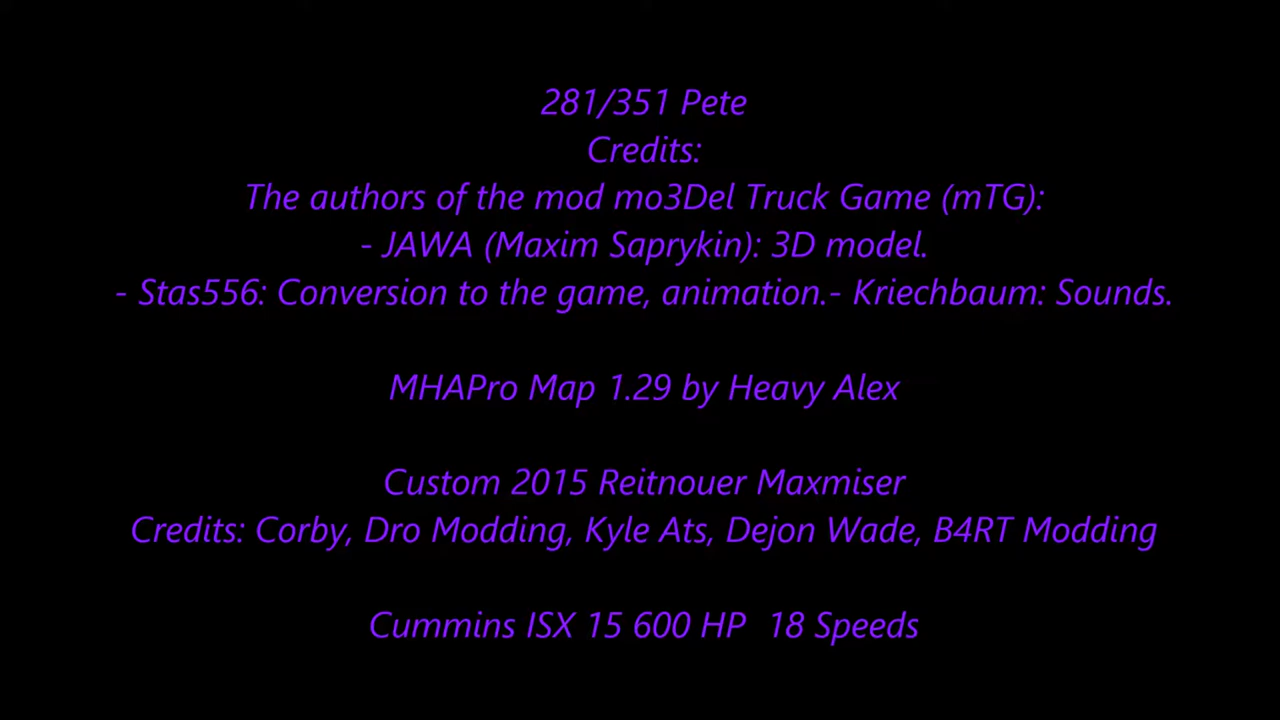 281/351 Pete
Credits:
The authors of the mod mo3Del Truck Game (mTG):
- JAWA (Maxim Saprykin): 3D model.
- Stas556: Conversion to the game, animation.- Kriechbaum: Sounds.
MHAPro Map 1.29 by Heavy Alex
Custom 2015 Reitnouer Maxmiser
Credits: Corby, Dro Modding, Kyle Ats, Dejon Wade, B4RT Modding
Cummins ISX 15 600 HP  18 Speeds